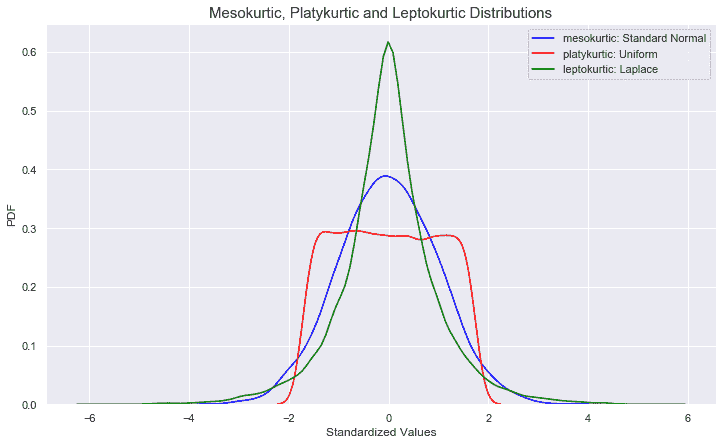 Mesokurtic, Platykurtic and Leptokurtic Distributions
mesokurtic: Standard Normal
platykurtic: Uniform
leptokurtic: Laplace
PDF
0.6
0.5
0.4
0.3
0.2
0.1
0.0
−6 −4 −2 0 2 4 6
Standardized Values